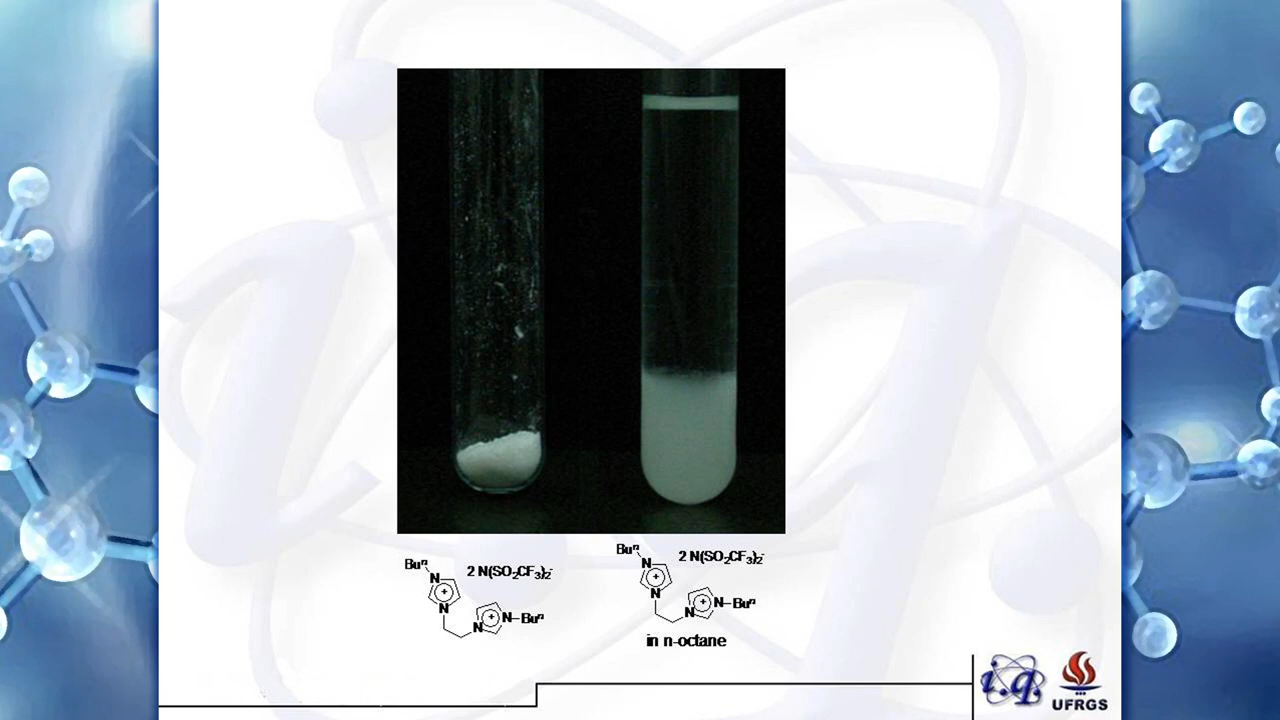 Buⁿ
N
2 N(SO₂CF₃)₂⁻
+
N
N
+
N–Buⁿ
Buⁿ
N
2 N(SO₂CF₃)₂⁻
+
N
N
+
N–Buⁿ
in n-octane
i.q.
UFRGS